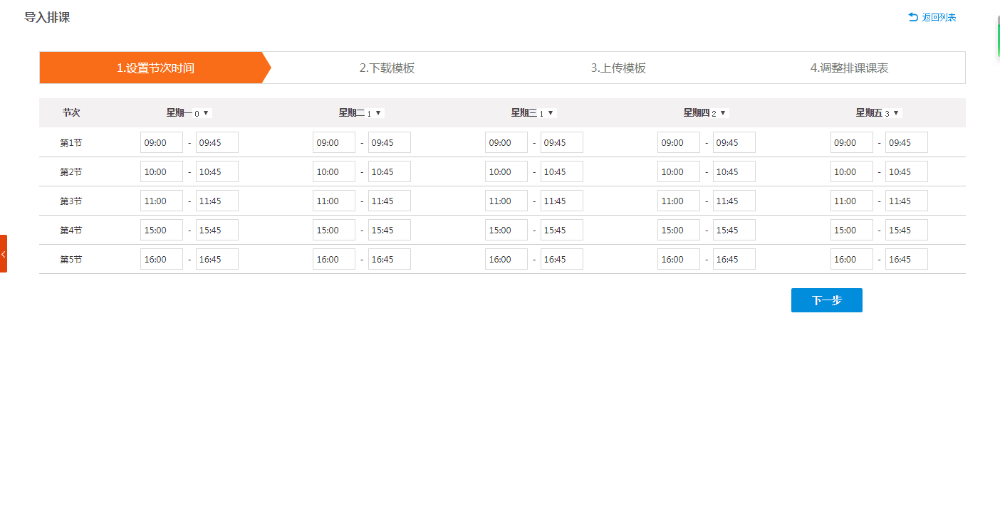 导入排课
返回列表
1.设置节次时间 2.下载模板 3.上传模板 4.调整排课课表
节次 星期一 0 ▼ 星期二 1 ▼ 星期三 1 ▼ 星期四 2 ▼ 星期五 3 ▼
第1节 09:00 - 09:45 09:00 - 09:45 09:00 - 09:45 09:00 - 09:45 09:00 - 09:45
第2节 10:00 - 10:45 10:00 - 10:45 10:00 - 10:45 10:00 - 10:45 10:00 - 10:45
第3节 11:00 - 11:45 11:00 - 11:45 11:00 - 11:45 11:00 - 11:45 11:00 - 11:45
第4节 15:00 - 15:45 15:00 - 15:45 15:00 - 15:45 15:00 - 15:45 15:00 - 15:45
第5节 16:00 - 16:45 16:00 - 16:45 16:00 - 16:45 16:00 - 16:45 16:00 - 16:45
下一步